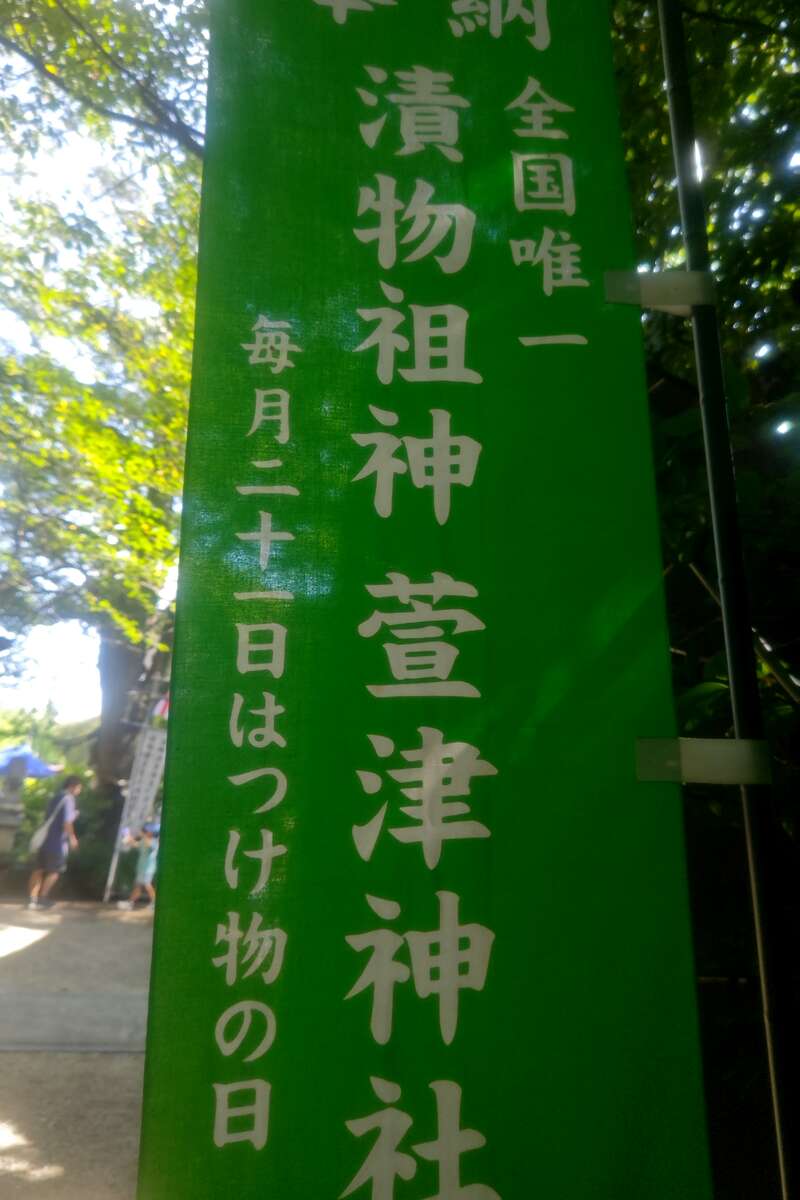 奉納
全国唯一
漬物祖神 萱津神社
毎月二十一日はつけ物の日